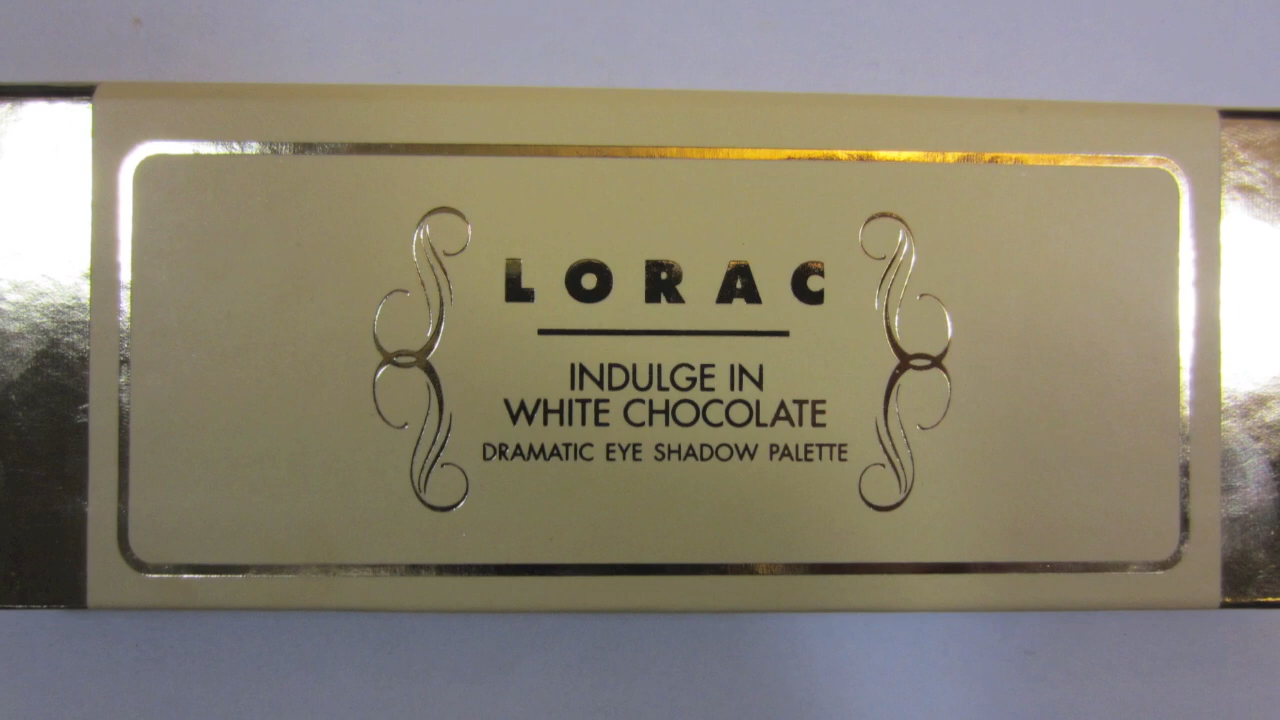 LORAC
INDULGE IN
WHITE CHOCOLATE
DRAMATIC EYE SHADOW PALETTE